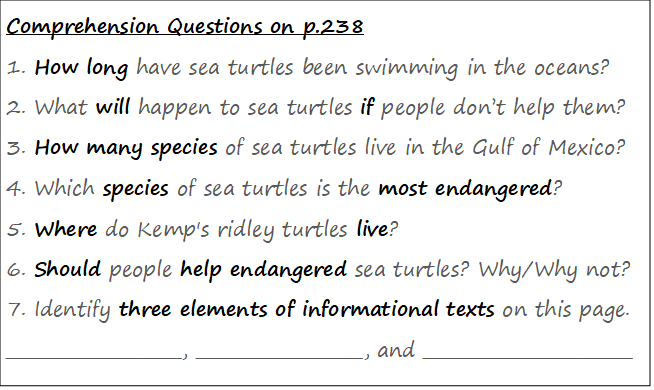 Comprehension Questions on p.238
1. How long have sea turtles been swimming in the oceans?
2. What will happen to sea turtles if people don't help them?
3. How many species of sea turtles live in the Gulf of Mexico?
4. Which species of sea turtles is the most endangered?
5. Where do Kemp's ridley turtles live?
6. Should people help endangered sea turtles? Why/Why not?
7. Identify three elements of informational texts on this page.
________________, _______________, and ___________________